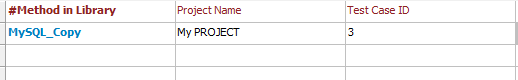 #Method in Library Project Name Test Case ID
MySQL_Copy My PROJECT 3